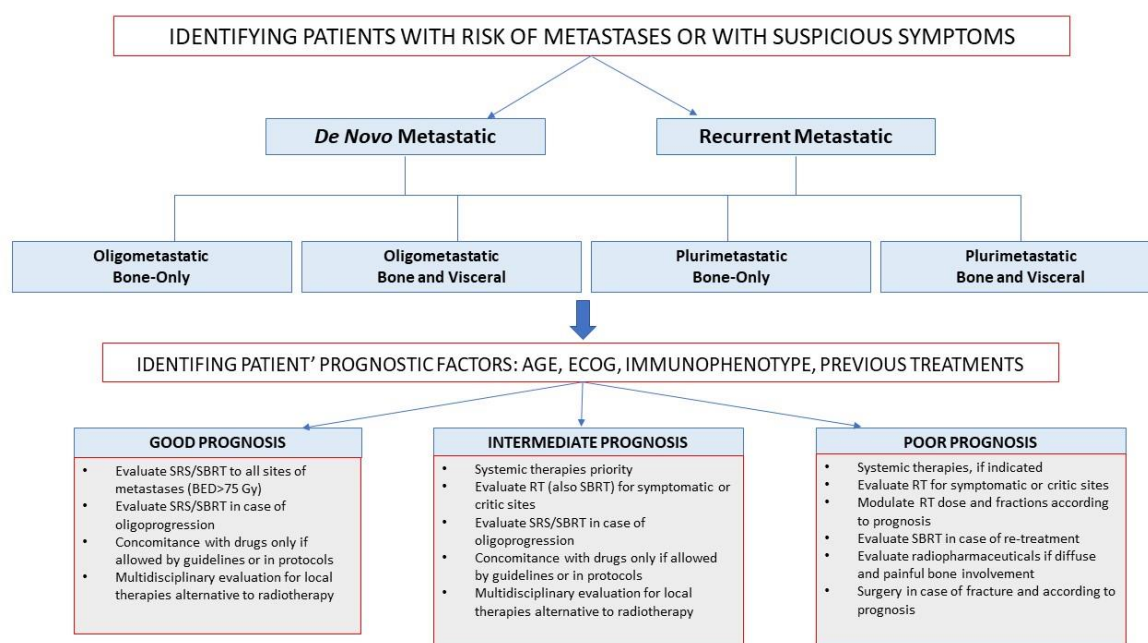 IDENTIFYING PATIENTS WITH RISK OF METASTASES OR WITH SUSPICIOUS SYMPTOMS
De Novo Metastatic
Recurrent Metastatic
Oligometastatic
Bone-Only
Oligometastatic
Bone and Visceral
Plurimetastatic
Bone-Only
Plurimetastatic
Bone and Visceral
IDENTIFING PATIENT’ PROGNOSTIC FACTORS: AGE, ECOG, IMMUNOPHENOTYPE, PREVIOUS TREATMENTS
GOOD PROGNOSIS
• Evaluate SRS/SBRT to all sites of
metastases (BED>75 Gy)
• Evaluate SRS/SBRT in case of
oligoprogression
• Concomitance with drugs only if
allowed by guidelines or in protocols
• Multidisciplinary evaluation for local
therapies alternative to radiotherapy
INTERMEDIATE PROGNOSIS
• Systemic therapies priority
• Evaluate RT (also SBRT) for symptomatic or
critic sites
• Evaluate SRS/SBRT in case of
oligoprogression
• Concomitance with drugs only if allowed
by guidelines or in protocols
• Multidisciplinary evaluation for local
therapies alternative to radiotherapy
POOR PROGNOSIS
• Systemic therapies, if indicated
• Evaluate RT for symptomatic or critic sites
• Modulate RT dose and fractions according
to prognosis
• Evaluate SBRT in case of re-treatment
• Evaluate radiopharmaceuticals if diffuse
and painful bone involvement
• Surgery in case of fracture and according to
prognosis